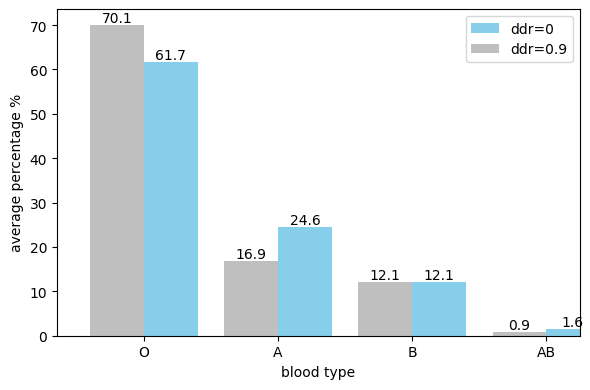 ddr=0
ddr=0.9
average percentage %
70
60
50
40
30
20
10
0
70.1
61.7
16.9
24.6
12.1
12.1
0.9
1.6
O
A
B
AB
blood type